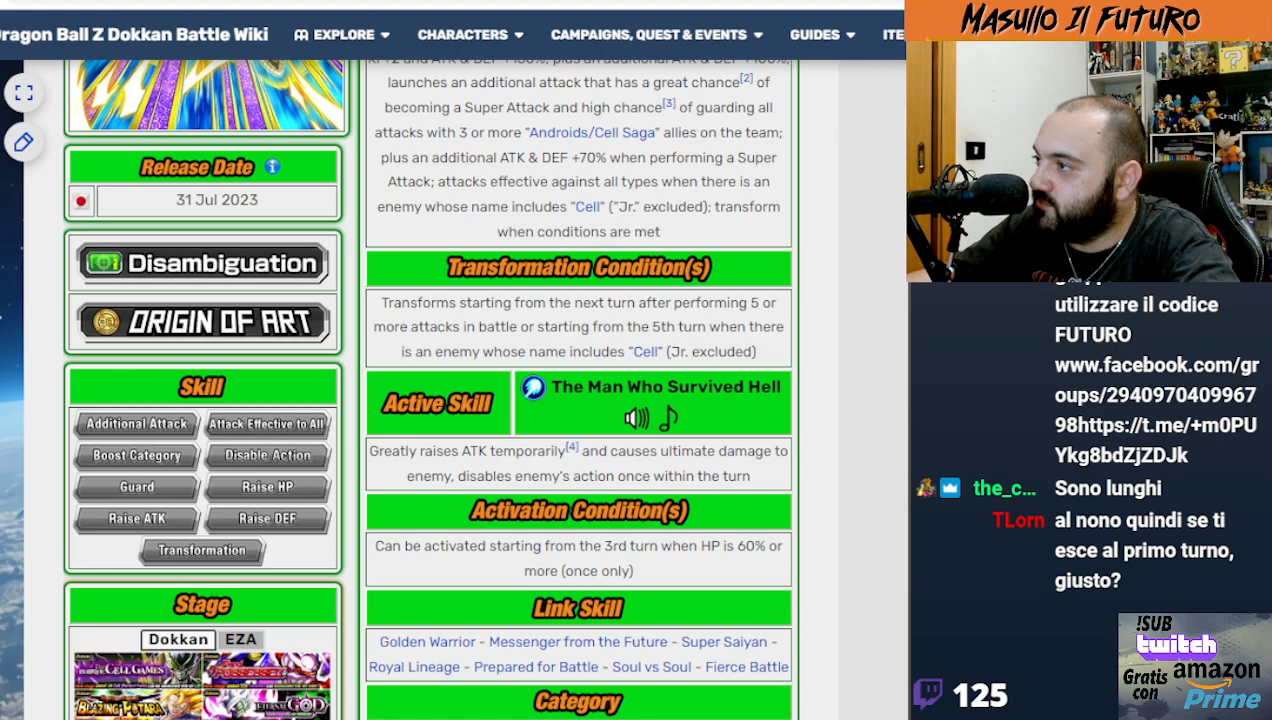 Dragon Ball Z Dokkan Battle Wiki
EXPLORE
CHARACTERS
CAMPAIGNS, QUEST & EVENTS
GUIDES
ITE
Release Date
31 Jul 2023
Disambiguation
ORIGIN OF ART
Skill
Additional Attack
Attack Effective to All
Boost Category
Disable Action
Guard
Raise HP
Raise ATK
Raise DEF
Transformation
Stage
Dokkan
EZA
CELL GAMES
BLAZING POTARA
launches an additional attack that has a great chance[2] of
becoming a Super Attack and high chance[3] of guarding all
attacks with 3 or more "Androids/Cell Saga" allies on the team;
plus an additional ATK & DEF +70% when performing a Super
Attack; attacks effective against all types when there is an
enemy whose name includes "Cell" ("Jr." excluded); transform
when conditions are met
Transformation Condition(s)
Transforms starting from the next turn after performing 5 or
more attacks in battle or starting from the 5th turn when there
is an enemy whose name includes "Cell" (Jr. excluded)
Active Skill
The Man Who Survived Hell
Greatly raises ATK temporarily[4] and causes ultimate damage to
enemy, disables enemy's action once within the turn
Activation Condition(s)
Can be activated starting from the 3rd turn when HP is 60% or
more (once only)
Link Skill
Golden Warrior - Messenger from the Future - Super Saiyan -
Royal Lineage - Prepared for Battle - Soul vs Soul - Fierce Battle
Category
Masullo Il Futuro
utilizzare il codice
FUTURO
www.facebook.com/gr
oups/2940970409967
98https://t.me/+m0PU
Ykg8bdZjZDJk
the_c... Sono lunghi
TLorn al nono quindi se ti
esce al primo turno,
giusto?
125
!SUB
twitch
Gratis
con
amazon
Prime